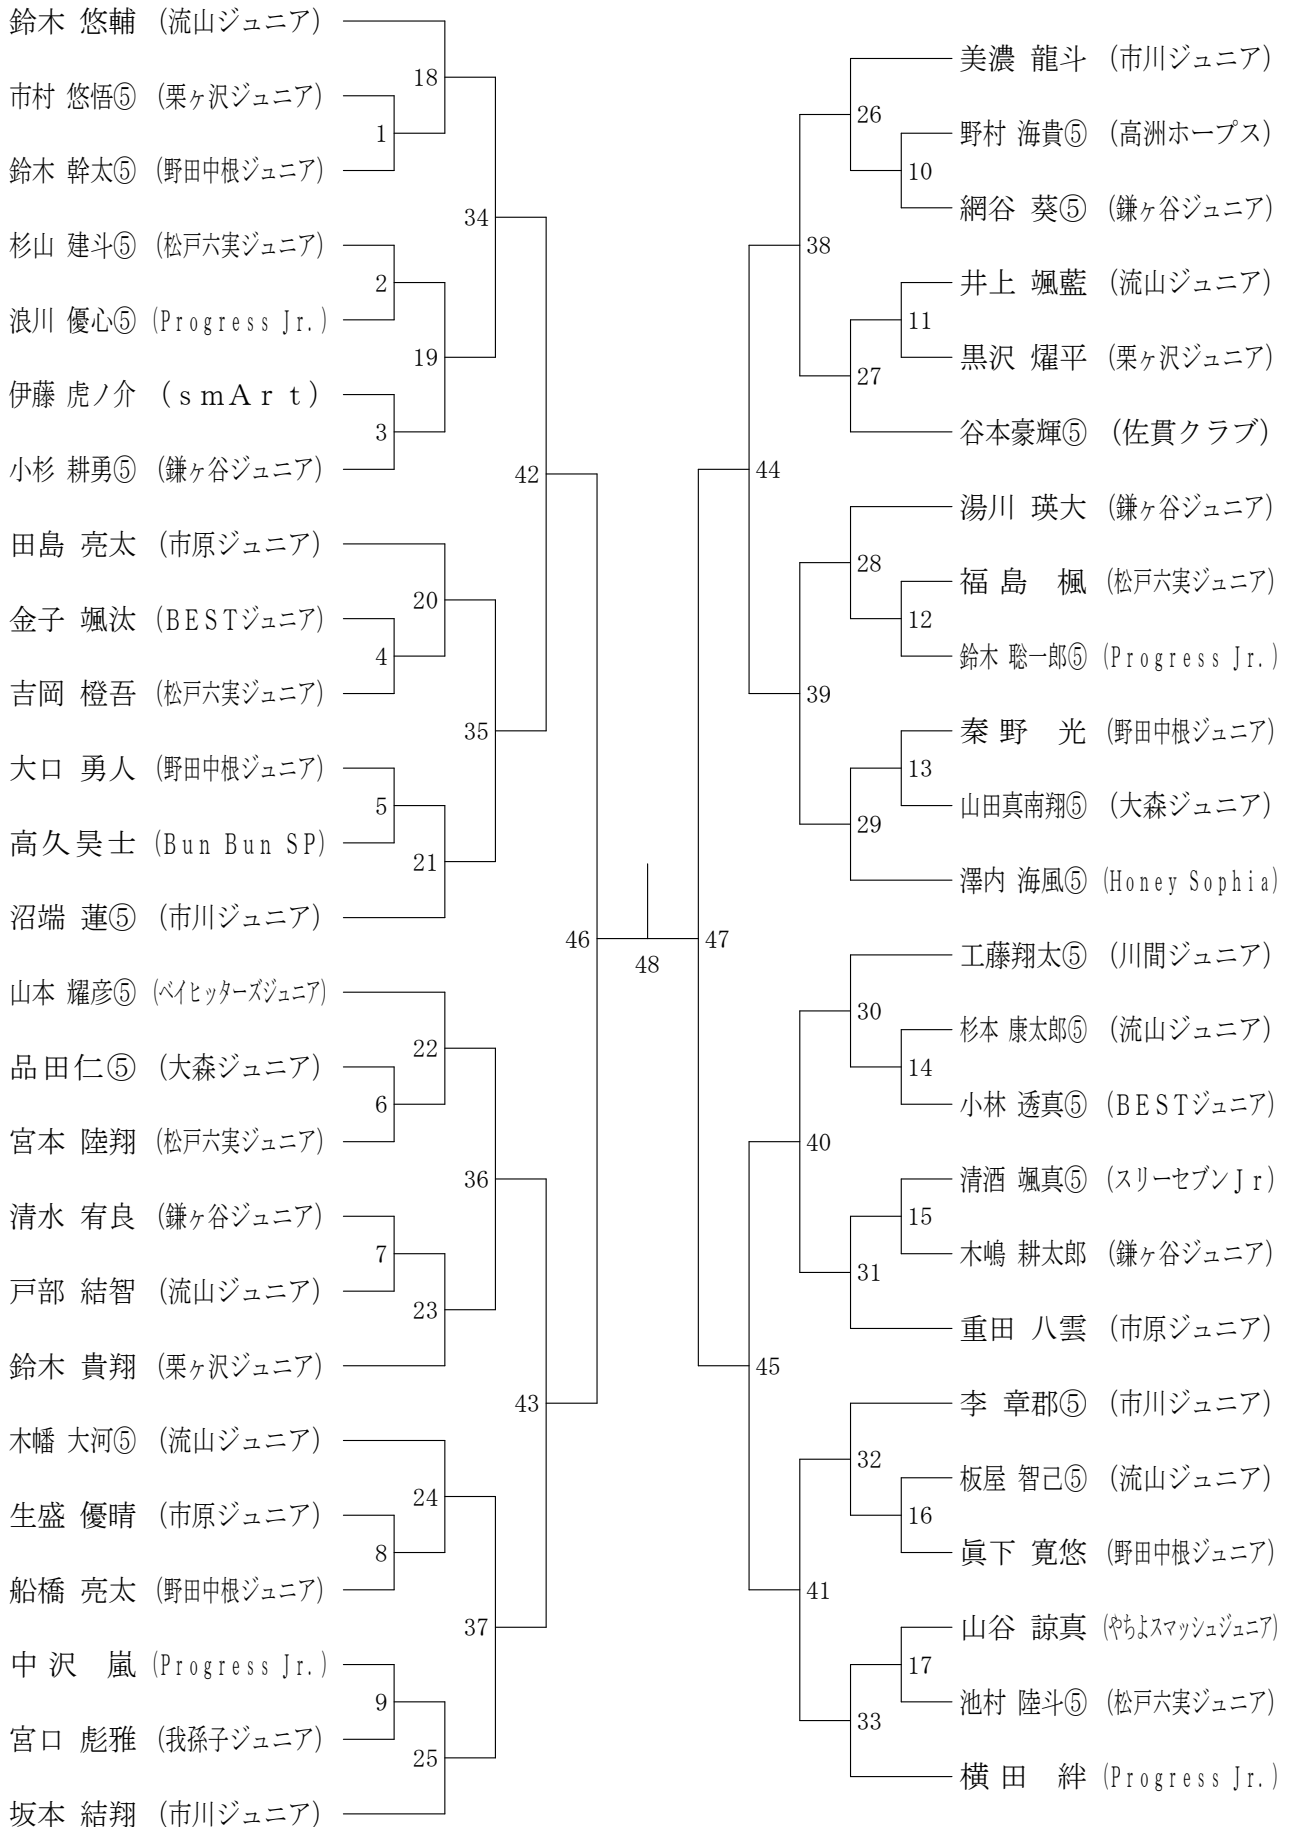 鈴木 悠輔 (流山ジュニア)
市村 悠悟⑤ (栗ヶ沢ジュニア)
鈴木 幹太⑤ (野田中根ジュニア)
杉山 建斗⑤ (松戸六実ジュニア)
浪川 優心⑤ (Progress Jr.)
伊藤 虎ノ介 (smArt)
小杉 耕勇⑤ (鎌ヶ谷ジュニア)
田島 亮太 (市原ジュニア)
金子 颯汰 (BESTジュニア)
吉岡 橙吾 (松戸六実ジュニア)
大口 勇人 (野田中根ジュニア)
高久昊士 (Bun Bun SP)
沼端 蓮⑤ (市川ジュニア)
山本 耀彦⑤ (ベイヒッターズジュニア)
品田仁⑤ (大森ジュニア)
宮本 陸翔 (松戸六実ジュニア)
清水 宥良 (鎌ヶ谷ジュニア)
戸部 結智 (流山ジュニア)
鈴木 貴翔 (栗ヶ沢ジュニア)
木幡 大河⑤ (流山ジュニア)
生盛 優晴 (市原ジュニア)
船橋 亮太 (野田中根ジュニア)
中沢 嵐 (Progress Jr.)
宮口 彪雅 (我孫子ジュニア)
坂本 結翔 (市川ジュニア)
1
2
3
4
5
6
7
8
9
18
19
20
21
22
23
24
25
34
35
36
37
42
43
46
48
47
44
45
38
39
40
41
26
27
28
29
30
31
32
33
10
11
12
13
14
15
16
17
美濃 龍斗 (市川ジュニア)
野村 海貴⑤ (高洲ホープス)
網谷 葵⑤ (鎌ヶ谷ジュニア)
井上 颯藍 (流山ジュニア)
黒沢 燿平 (栗ヶ沢ジュニア)
谷本豪輝⑤ (佐貫クラブ)
湯川 瑛大 (鎌ヶ谷ジュニア)
福島 楓 (松戸六実ジュニア)
鈴木 聡一郎⑤ (Progress Jr.)
秦野 光 (野田中根ジュニア)
山田真南翔⑤ (大森ジュニア)
澤内 海風⑤ (Honey Sophia)
工藤翔太⑤ (川間ジュニア)
杉本 康太郎⑤ (流山ジュニア)
小林 透真⑤ (BESTジュニア)
清酒 颯真⑤ (スリーセブンJr)
木嶋 耕太郎 (鎌ヶ谷ジュニア)
重田 八雲 (市原ジュニア)
李 章郡⑤ (市川ジュニア)
板屋 智己⑤ (流山ジュニア)
眞下 寛悠 (野田中根ジュニア)
山谷 諒真 (やちよスマッシュジュニア)
池村 陸斗⑤ (松戸六実ジュニア)
横田 絆 (Progress Jr.)